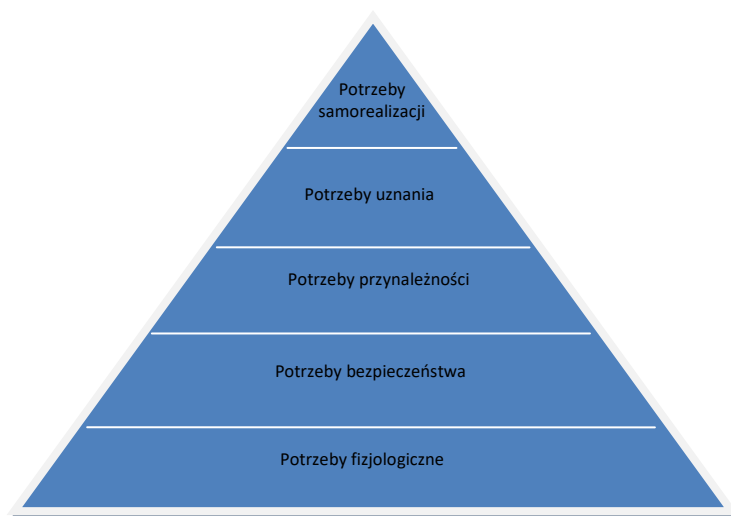 Potrzeby
samorealizacji
Potrzeby uznania
Potrzeby przynależności
Potrzeby bezpieczeństwa
Potrzeby fizjologiczne